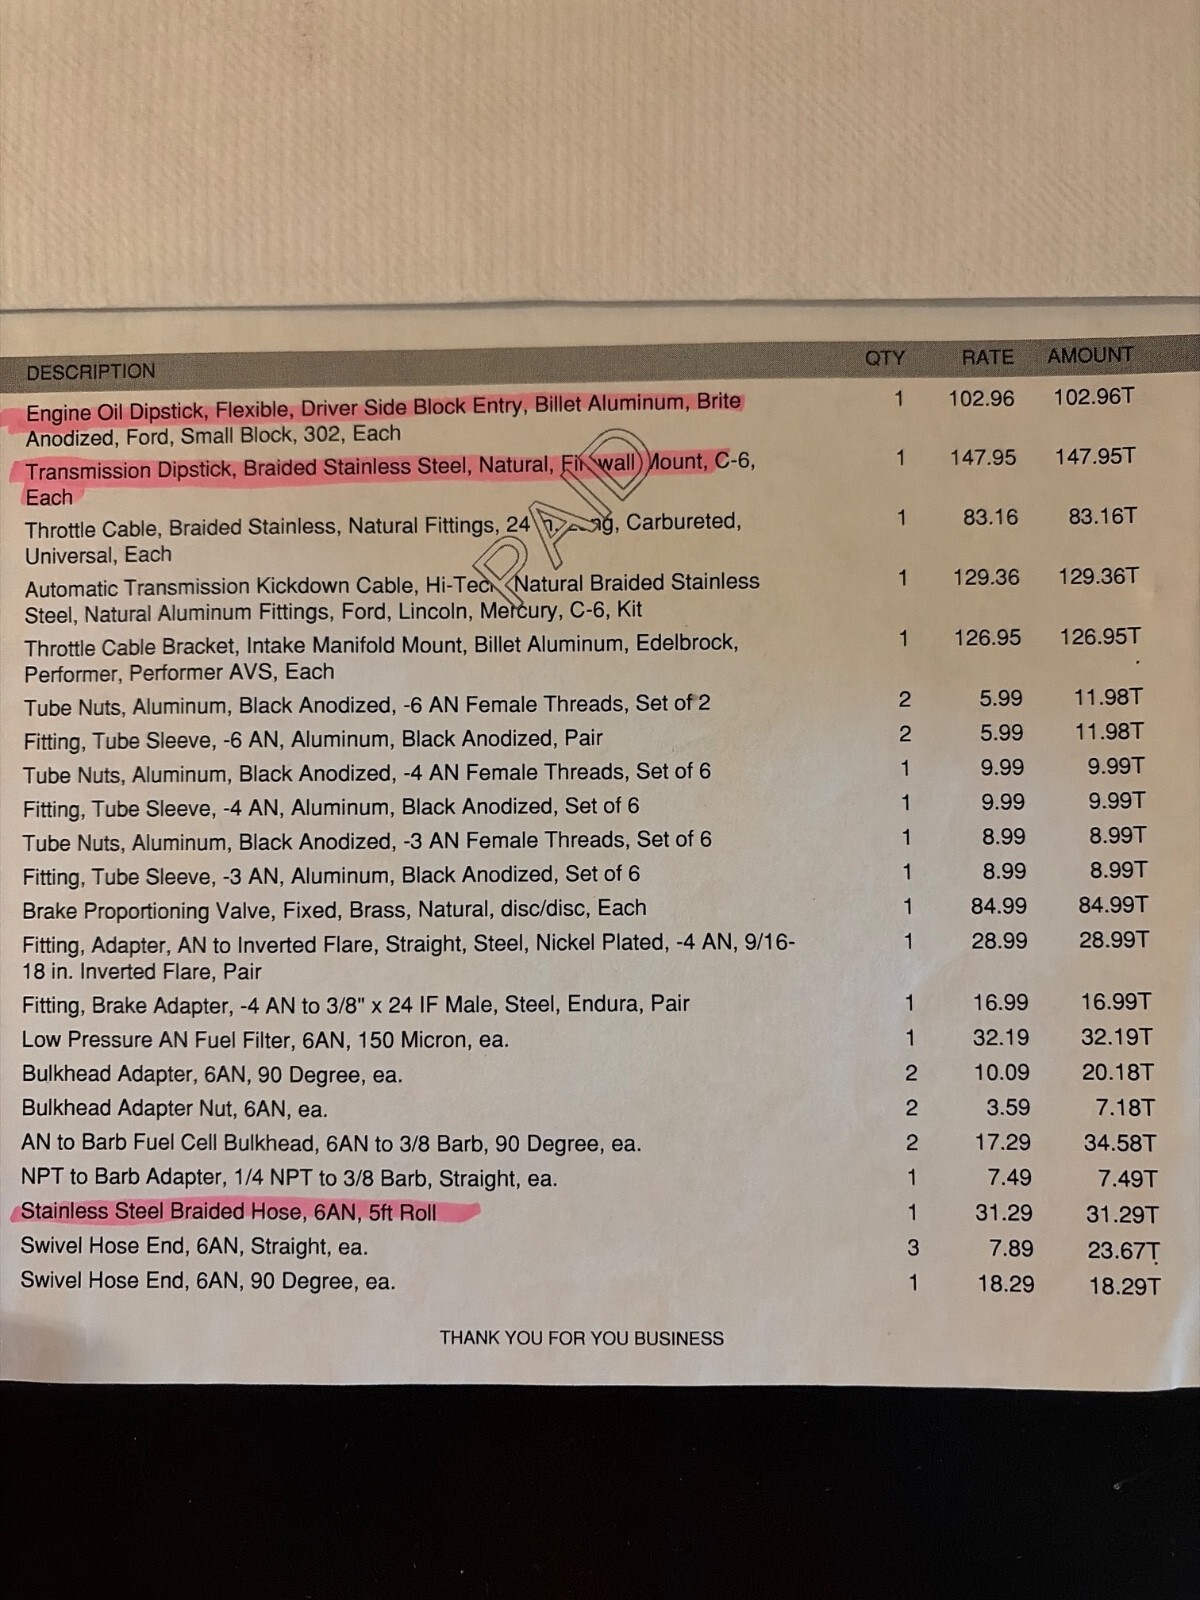 DESCRIPTION QTY RATE AMOUNT
Engine Oil Dipstick, Flexible, Driver Side Block Entry, Billet Aluminum, Brite 1 102.96 102.96T
Anodized, Ford, Small Block, 302, Each
Transmission Dipstick, Braided Stainless Steel, Natural, Firewall Mount, C-6, 1 147.95 147.95T
Each
Throttle Cable, Braided Stainless, Natural Fittings, 24 in. Long, Carbureted, 1 83.16 83.16T
Universal, Each
Automatic Transmission Kickdown Cable, Hi-Tech, Natural Braided Stainless 1 129.36 129.36T
Steel, Natural Aluminum Fittings, Ford, Lincoln, Mercury, C-6, Kit
Throttle Cable Bracket, Intake Manifold Mount, Billet Aluminum, Edelbrock, 1 126.95 126.95T
Performer, Performer AVS, Each
PAID
Tube Nuts, Aluminum, Black Anodized, -6 AN Female Threads, Set of 2 2 5.99 11.98T
Fitting, Tube Sleeve, -6 AN, Aluminum, Black Anodized, Pair 2 5.99 11.98T
Tube Nuts, Aluminum, Black Anodized, -4 AN Female Threads, Set of 6 1 9.99 9.99T
Fitting, Tube Sleeve, -4 AN, Aluminum, Black Anodized, Set of 6 1 9.99 9.99T
Tube Nuts, Aluminum, Black Anodized, -3 AN Female Threads, Set of 6 1 8.99 8.99T
Fitting, Tube Sleeve, -3 AN, Aluminum, Black Anodized, Set of 6 1 8.99 8.99T
Brake Proportioning Valve, Fixed, Brass, Natural, disc/disc, Each 1 84.99 84.99T
Fitting, Adapter, AN to Inverted Flare, Straight, Steel, Nickel Plated, -4 AN, 9/16- 1 28.99 28.99T
18 in. Inverted Flare, Pair
Fitting, Brake Adapter, -4 AN to 3/8" x 24 IF Male, Steel, Endura, Pair 1 16.99 16.99T
Low Pressure AN Fuel Filter, 6AN, 150 Micron, ea. 1 32.19 32.19T
Bulkhead Adapter, 6AN, 90 Degree, ea. 2 10.09 20.18T
Bulkhead Adapter Nut, 6AN, ea. 2 3.59 7.18T
AN to Barb Fuel Cell Bulkhead, 6AN to 3/8 Barb, 90 Degree, ea. 2 17.29 34.58T
NPT to Barb Adapter, 1/4 NPT to 3/8 Barb, Straight, ea. 1 7.49 7.49T
Stainless Steel Braided Hose, 6AN, 5ft Roll 1 31.29 31.29T
Swivel Hose End, 6AN, Straight, ea. 3 7.89 23.67T
Swivel Hose End, 6AN, 90 Degree, ea. 1 18.29 18.29T
THANK YOU FOR YOU BUSINESS